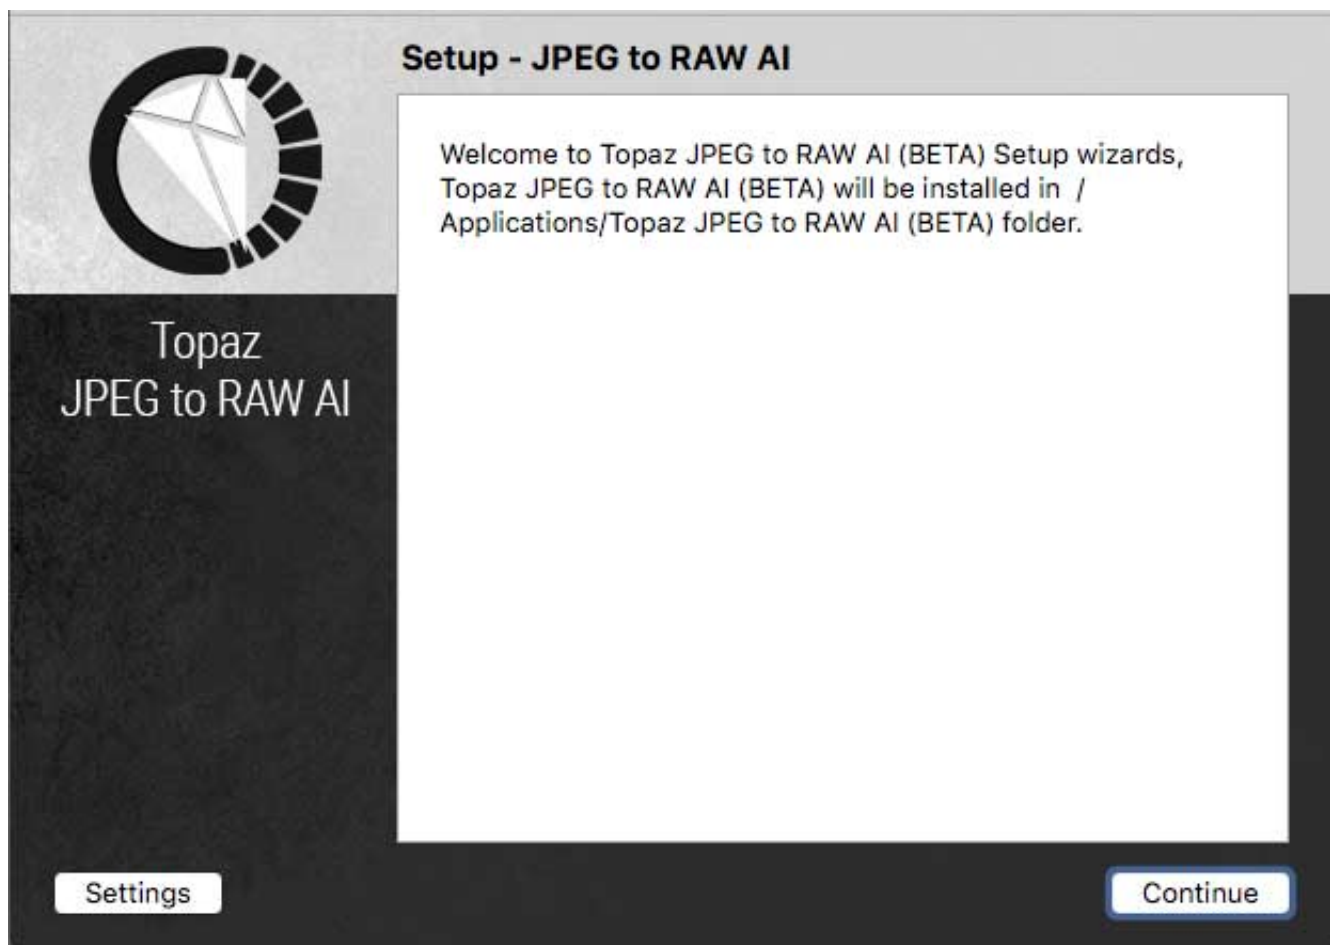 Setup - JPEG to RAW AI
Welcome to Topaz JPEG to RAW AI (BETA) Setup wizards,
Topaz JPEG to RAW AI (BETA) will be installed in  /
Applications/Topaz JPEG to RAW AI (BETA) folder.
Topaz
JPEG to RAW AI
Settings
Continue